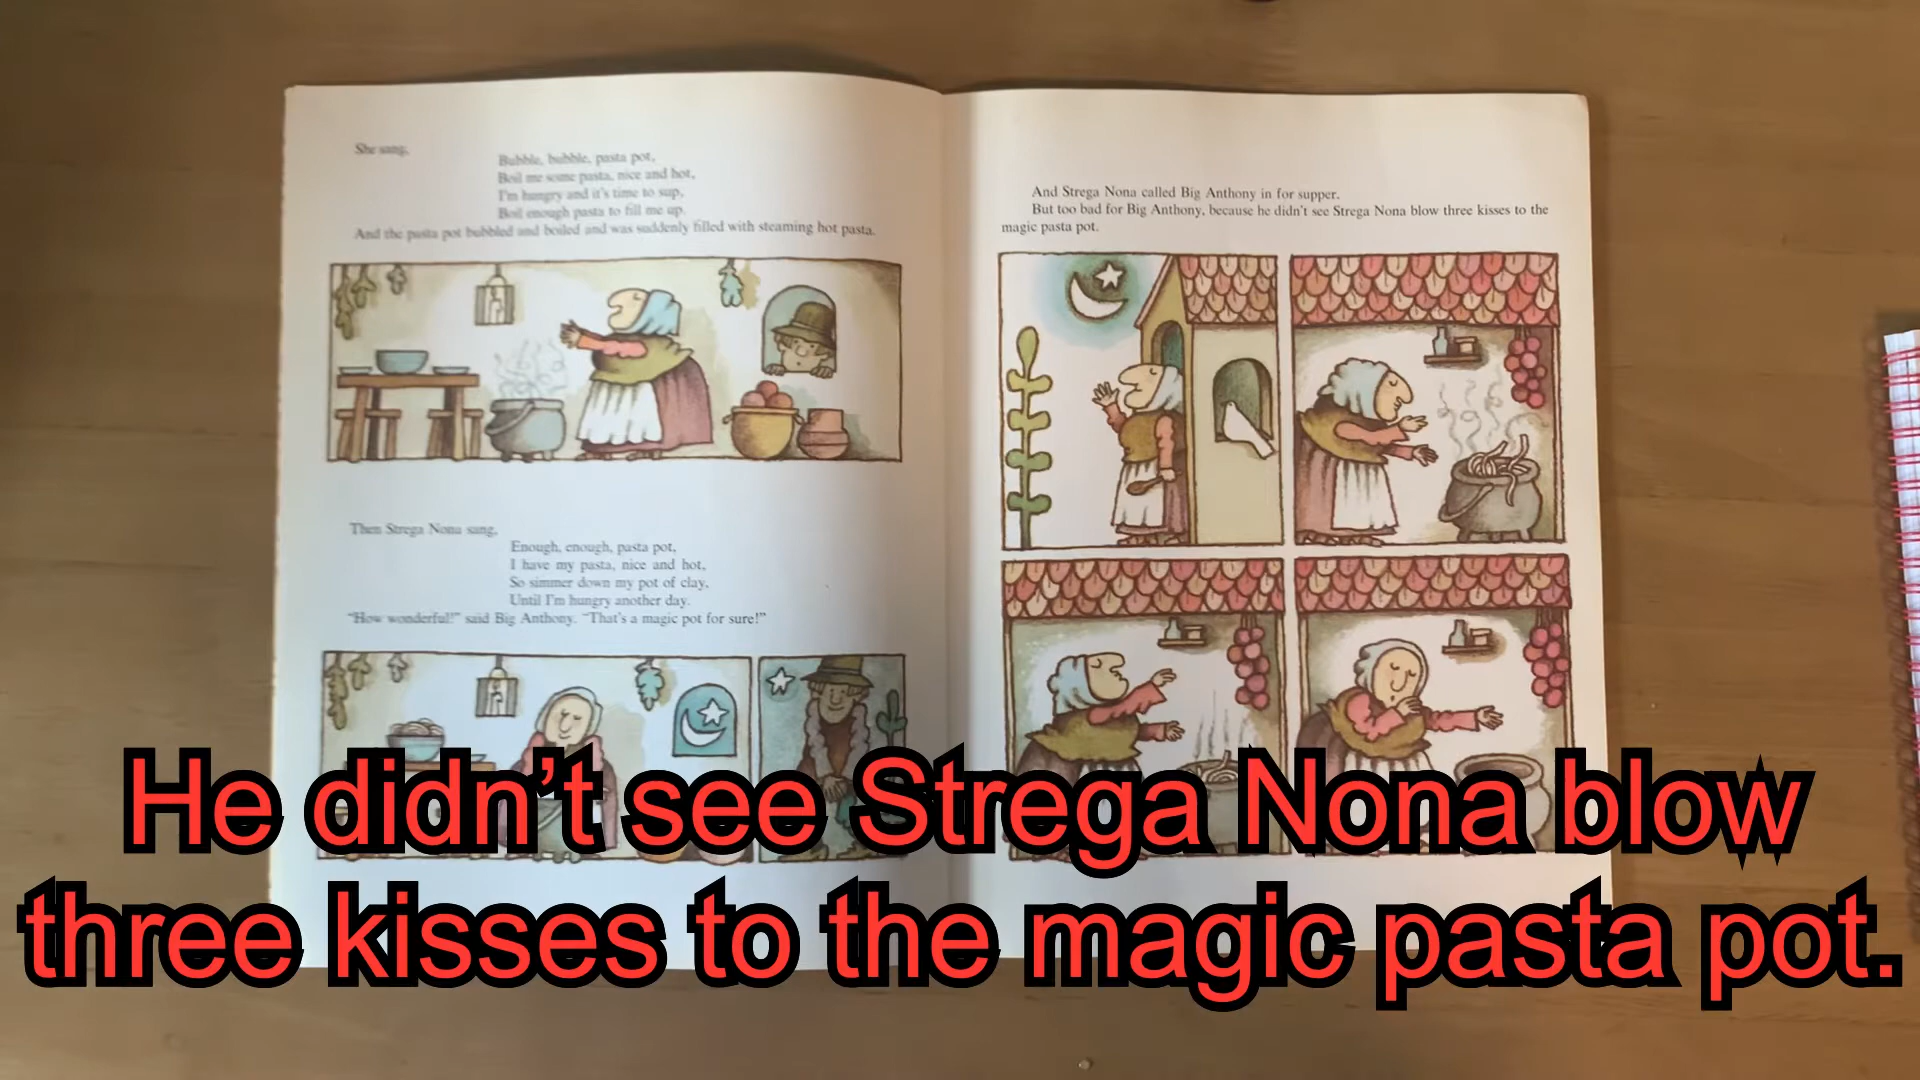 She sang,
Bubble, bubble, pasta pot,
Boil me some pasta, nice and hot,
I'm hungry and it's time to sup,
Boil enough pasta to fill me up.
And the pasta pot bubbled and boiled and was suddenly filled with steaming hot pasta.
Then Strega Nona sang,
Enough, enough, pasta pot,
I have my pasta, nice and hot,
So simmer down my pot of clay,
Until I'm hungry another day.
"How wonderful!" said Big Anthony. "That's a magic pot for sure!"
And Strega Nona called Big Anthony in for supper.
But too bad for Big Anthony, because he didn't see Strega Nona blow three kisses to the
magic pasta pot.
He didn’t see Strega Nona blow
three kisses to the magic pasta pot.